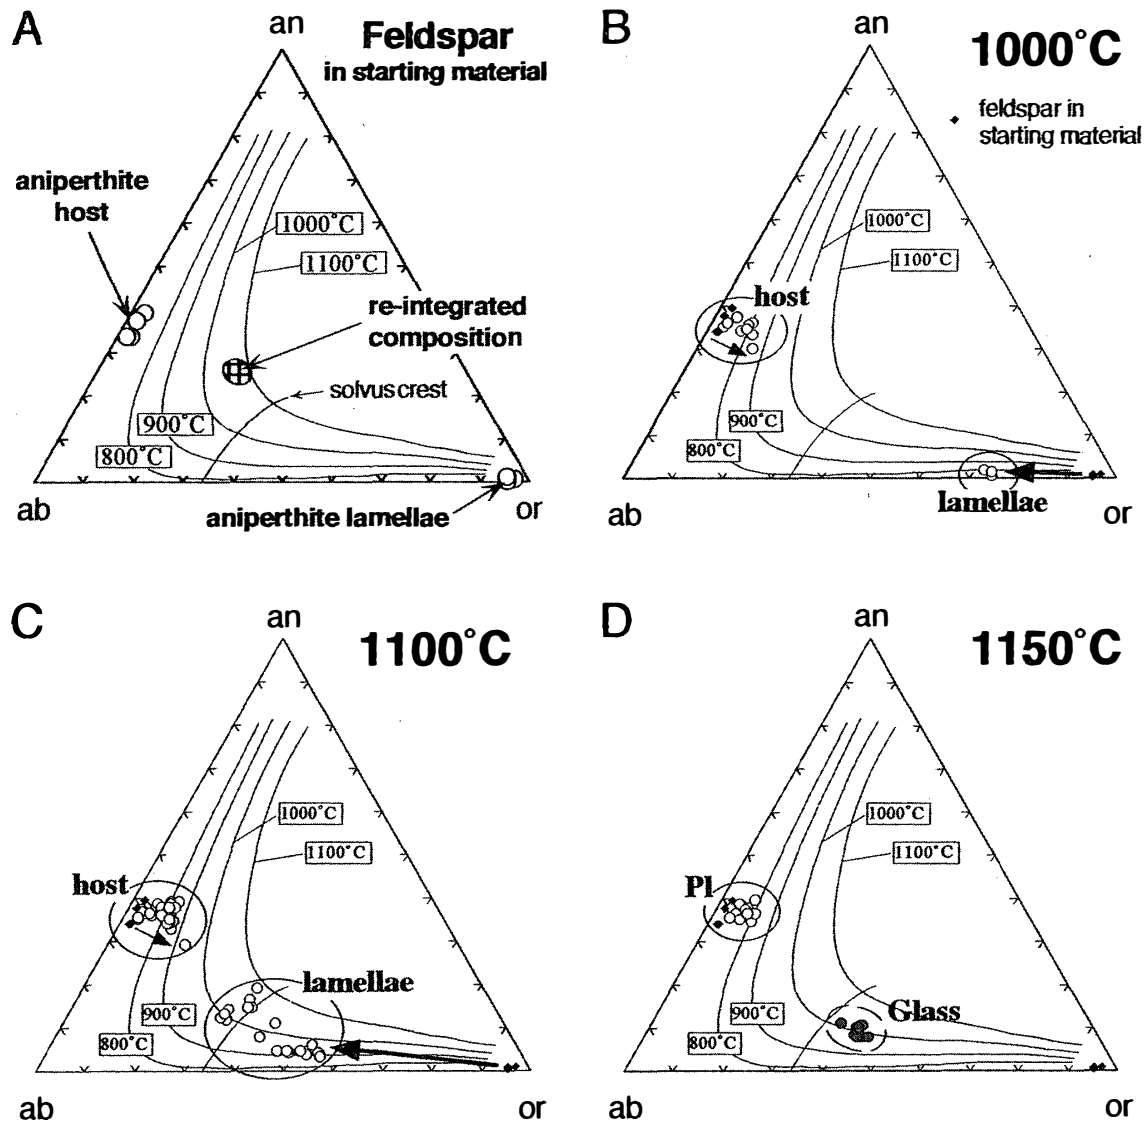 A
an
Feldspar
in starting material
aniperthite
host
1000°C
1100°C
re-integrated
composition
solvus crest
900°C
800°C
ab
or
aniperthite lamellae
B
an
1000°C
feldspar in
starting material
1000°C
1100°C
host
900°C
800°C
lamellae
ab
or
C
an
1100°C
1000°C
1100°C
host
lamellae
900°C
800°C
ab
or
D
an
1150°C
1000°C
1100°C
Pl
900°C
Glass
800°C
ab
or